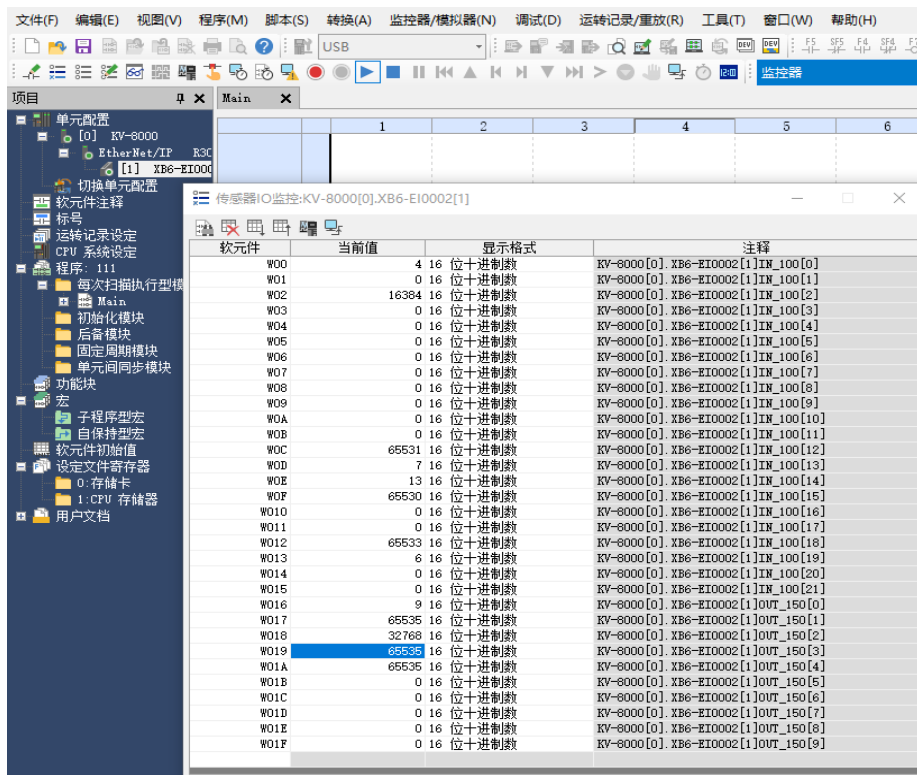 文件(F) 编辑(E) 视图(V) 程序(M) 脚本(S) 转换(A) 监控器/模拟器(N) 调试(D) 运转记录/重放(R) 工具(T) 窗口(W) 帮助(H)
USB
监控器
项目
Main
单元配置
[0] KV-8000
EtherNet/IP R30
[1] XB6-EI000
切换单元配置
软元件注释
标号
运转记录设定
CPU 系统设定
程序: 111
每次扫描执行型模
Main
初始化模块
后备模块
固定周期模块
单元间同步模块
功能块
宏
子程序型宏
自保持型宏
软元件初始值
设定文件寄存器
0:存储卡
1:CPU 存储器
用户文档
1 2 3 4 5 6
传感器IO监控:KV-8000[0].XB6-EI0002[1]
软元件 当前值 显示格式 注释
W00 4 16 位十进制数 KV-8000[0].XB6-EI0002[1]IN_100[0]
W01 0 16 位十进制数 KV-8000[0].XB6-EI0002[1]IN_100[1]
W02 16384 16 位十进制数 KV-8000[0].XB6-EI0002[1]IN_100[2]
W03 0 16 位十进制数 KV-8000[0].XB6-EI0002[1]IN_100[3]
W04 0 16 位十进制数 KV-8000[0].XB6-EI0002[1]IN_100[4]
W05 0 16 位十进制数 KV-8000[0].XB6-EI0002[1]IN_100[5]
W06 0 16 位十进制数 KV-8000[0].XB6-EI0002[1]IN_100[6]
W07 0 16 位十进制数 KV-8000[0].XB6-EI0002[1]IN_100[7]
W08 0 16 位十进制数 KV-8000[0].XB6-EI0002[1]IN_100[8]
W09 0 16 位十进制数 KV-8000[0].XB6-EI0002[1]IN_100[9]
W0A 0 16 位十进制数 KV-8000[0].XB6-EI0002[1]IN_100[10]
W0B 0 16 位十进制数 KV-8000[0].XB6-EI0002[1]IN_100[11]
W0C 65531 16 位十进制数 KV-8000[0].XB6-EI0002[1]IN_100[12]
W0D 7 16 位十进制数 KV-8000[0].XB6-EI0002[1]IN_100[13]
W0E 13 16 位十进制数 KV-8000[0].XB6-EI0002[1]IN_100[14]
W0F 65530 16 位十进制数 KV-8000[0].XB6-EI0002[1]IN_100[15]
W010 0 16 位十进制数 KV-8000[0].XB6-EI0002[1]IN_100[16]
W011 0 16 位十进制数 KV-8000[0].XB6-EI0002[1]IN_100[17]
W012 65533 16 位十进制数 KV-8000[0].XB6-EI0002[1]IN_100[18]
W013 6 16 位十进制数 KV-8000[0].XB6-EI0002[1]IN_100[19]
W014 0 16 位十进制数 KV-8000[0].XB6-EI0002[1]IN_100[20]
W015 0 16 位十进制数 KV-8000[0].XB6-EI0002[1]IN_100[21]
W016 9 16 位十进制数 KV-8000[0].XB6-EI0002[1]OUT_150[0]
W017 65535 16 位十进制数 KV-8000[0].XB6-EI0002[1]OUT_150[1]
W018 32768 16 位十进制数 KV-8000[0].XB6-EI0002[1]OUT_150[2]
W019 65535 16 位十进制数 KV-8000[0].XB6-EI0002[1]OUT_150[3]
W01A 65535 16 位十进制数 KV-8000[0].XB6-EI0002[1]OUT_150[4]
W01B 0 16 位十进制数 KV-8000[0].XB6-EI0002[1]OUT_150[5]
W01C 0 16 位十进制数 KV-8000[0].XB6-EI0002[1]OUT_150[6]
W01D 0 16 位十进制数 KV-8000[0].XB6-EI0002[1]OUT_150[7]
W01E 0 16 位十进制数 KV-8000[0].XB6-EI0002[1]OUT_150[8]
W01F 0 16 位十进制数 KV-8000[0].XB6-EI0002[1]OUT_150[9]